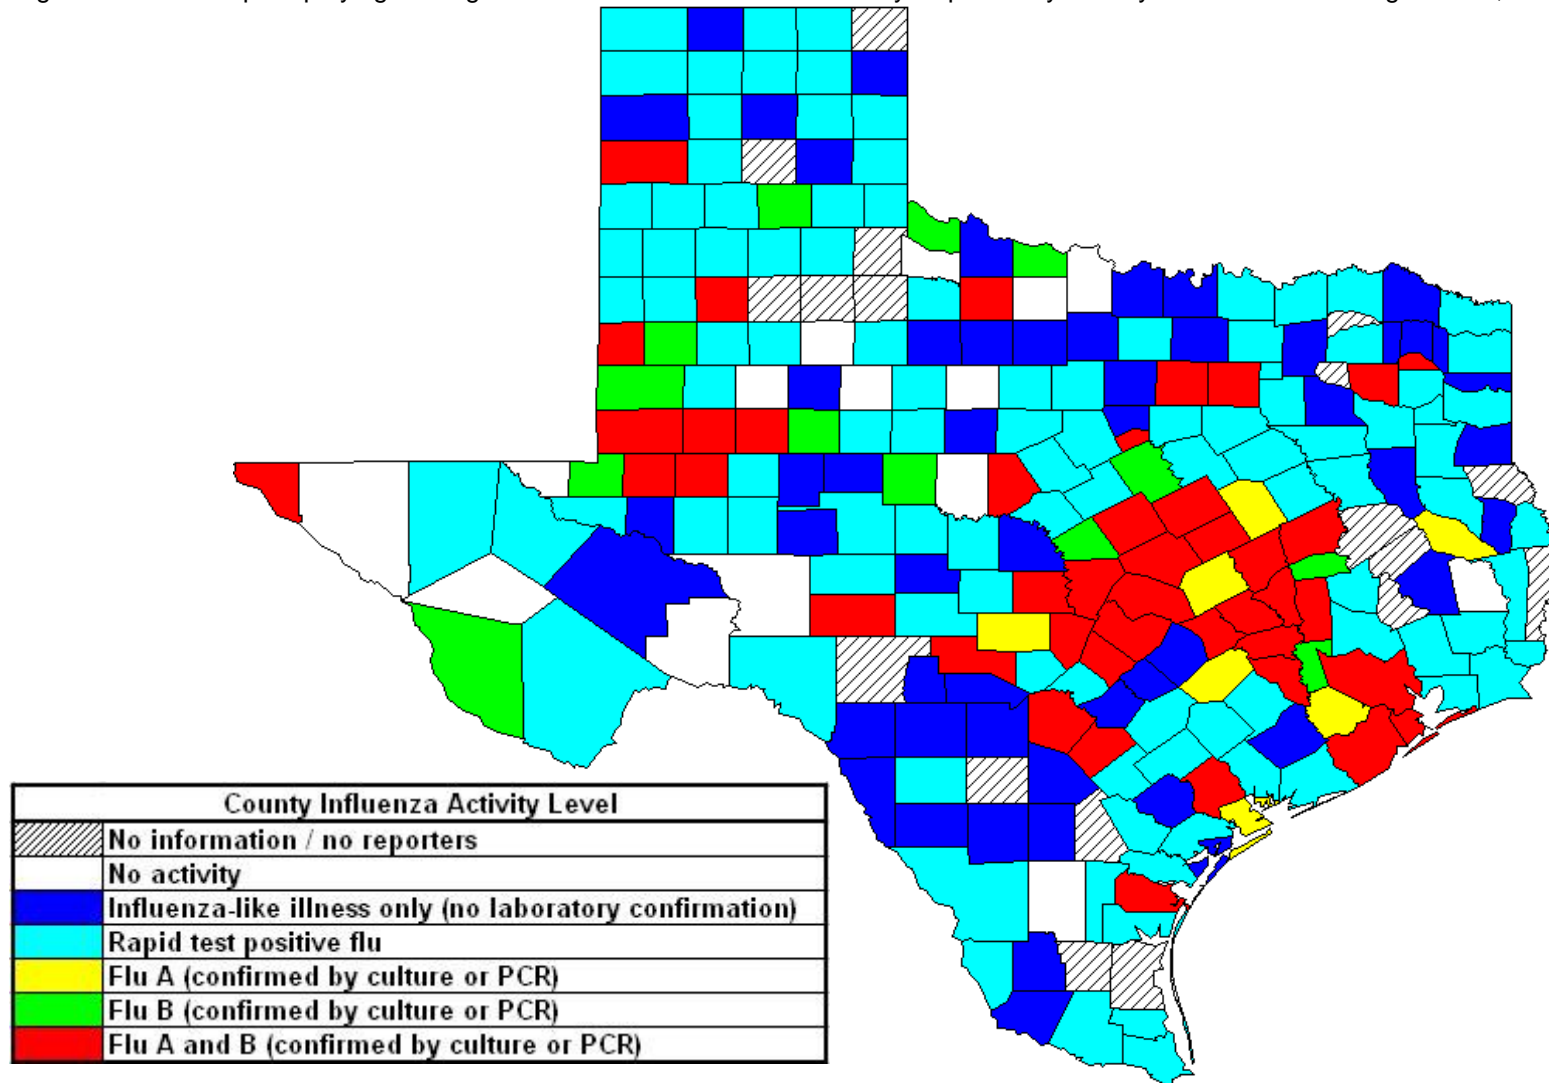 County Influenza Activity Level
No information / no reporters
No activity
Influenza-like illness only (no laboratory confirmation)
Rapid test positive flu
Flu A (confirmed by culture or PCR)
Flu B (confirmed by culture or PCR)
Flu A and B (confirmed by culture or PCR)